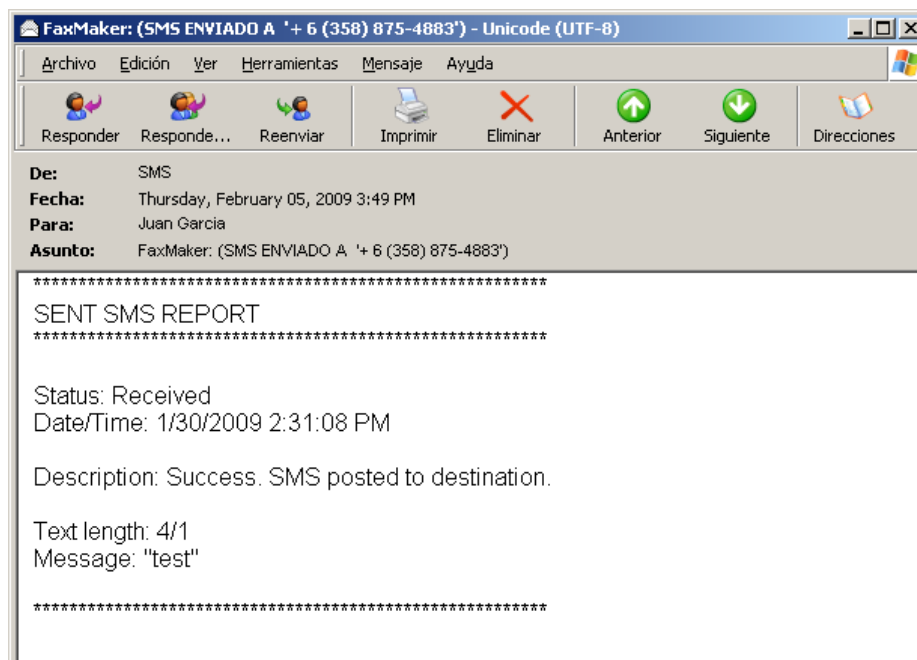 FaxMaker: (SMS ENVIADO A '+ 6 (358) 875-4883') - Unicode (UTF-8)
Archivo Edición Ver Herramientas Mensaje Ayuda
Responder Responde... Reenviar Imprimir Eliminar Anterior Siguiente Direcciones
De: SMS
Fecha: Thursday, February 05, 2009 3:49 PM
Para: Juan Garcia
Asunto: FaxMaker: (SMS ENVIADO A '+ 6 (358) 875-4883')
********************************************************
SENT SMS REPORT
********************************************************
Status: Received
Date/Time: 1/30/2009 2:31:08 PM
Description: Success. SMS posted to destination.
Text length: 4/1
Message: "test"
********************************************************